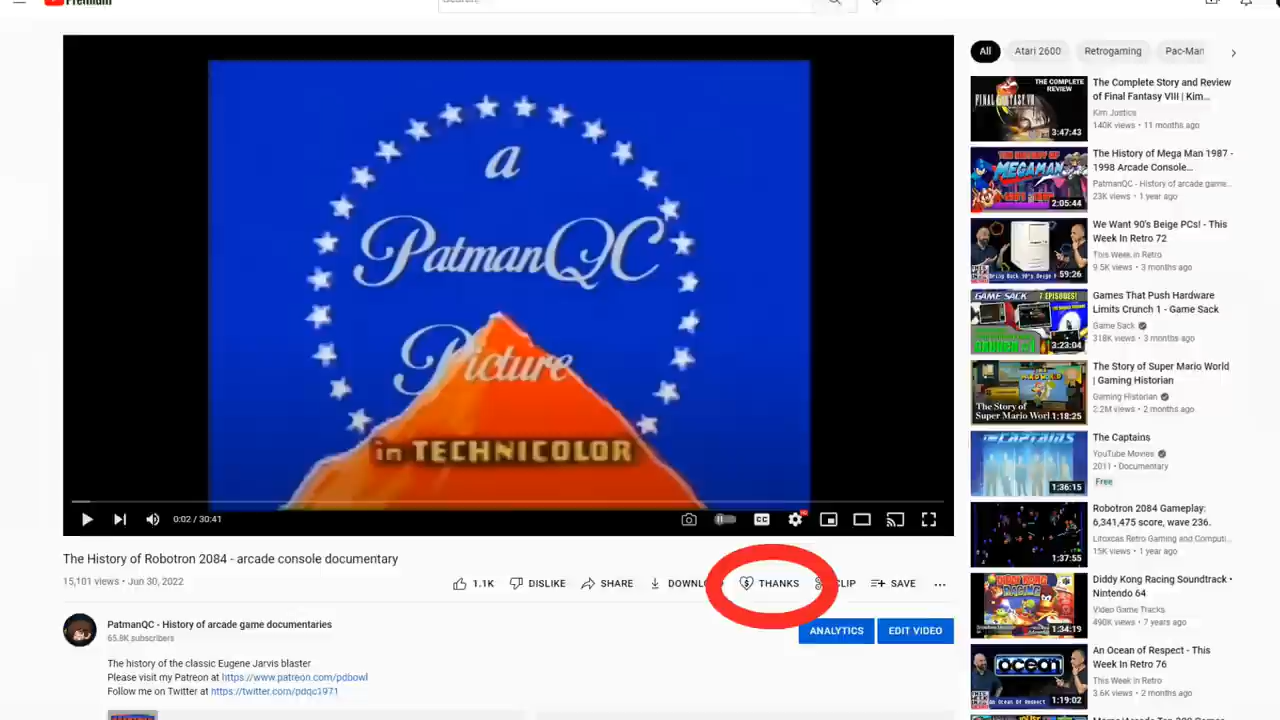 Premium
Search
a
PatmanQC
Picture
in TECHNICOLOR
0:02 / 30:41
CC
HD
The History of Robotron 2084 - arcade console documentary
15,101 views • Jun 30, 2022
1.1K DISLIKE SHARE THANKS CLIP SAVE ...
PatmanQC - History of arcade game documentaries
65.8K subscribers
ANALYTICS EDIT VIDEO
The history of the classic Eugene Jarvis blaster
Please visit my Patreon at https://www.patreon.com/pdbowl
Follow me on Twitter at https://twitter.com/pdqc1971
All Atari 2600 Retrogaming Pac-Man
THE COMPLETE
REVIEW
FINAL FANTASY VIII
3:47:43
The Complete Story and Review
of Final Fantasy VIII | Kim...
Kim Justice
140K views • 11 months ago
THE HISTORY OF
MEGAMAN
2:05:44
The History of Mega Man 1987 -
1998 Arcade Console...
PatmanQC - History of arcade game...
23K views • 1 year ago
59:26
We Want 90's Beige PCs! - This
Week In Retro 72
This Week in Retro
9.5K views • 3 months ago
GAME SACK 7 EPISODES!
3:23:04
Games That Push Hardware
Limits Crunch 1 - Game Sack
Game Sack
318K views • 3 months ago
The Story of
Super Mario Worl
1:18:25
The Story of Super Mario World
| Gaming Historian
Gaming Historian
2.2M views • 2 months ago
THE CAPTAINS
1:36:15
The Captains
YouTube Movies
2011 • Documentary
Free
1:37:55
Robotron 2084 Gameplay:
6,341,475 score, wave 236.
Litoxcas Retro Gaming and Computi...
15K views • 1 year ago
DIDDY KONG
RACING
1:34:19
Diddy Kong Racing Soundtrack •
Nintendo 64
Video Game Tracks
490K views • 7 years ago
ocean
An Ocean Of Respect
1:19:02
An Ocean of Respect - This
Week In Retro 76
This Week In Retro
3.6K views • 2 months ago